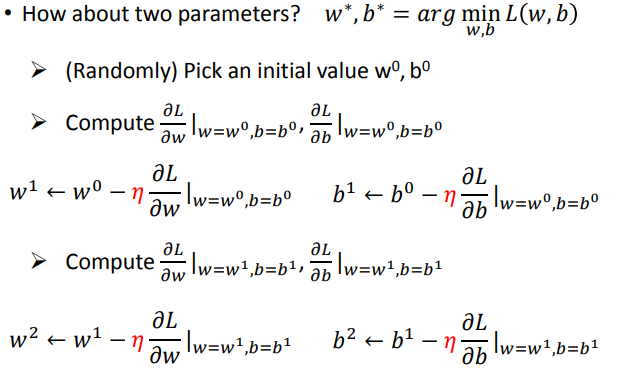 • How about two parameters? w*, b* = arg min_{w,b} L(w, b)
➢ (Randomly) Pick an initial value w⁰, b⁰
➢ Compute ∂L/∂w |w=w⁰,b=b⁰, ∂L/∂b |w=w⁰,b=b⁰
w¹ ← w⁰ − η ∂L/∂w |w=w⁰,b=b⁰ b¹ ← b⁰ − η ∂L/∂b |w=w⁰,b=b⁰
➢ Compute ∂L/∂w |w=w¹,b=b¹, ∂L/∂b |w=w¹,b=b¹
w² ← w¹ − η ∂L/∂w |w=w¹,b=b¹ b² ← b¹ − η ∂L/∂b |w=w¹,b=b¹